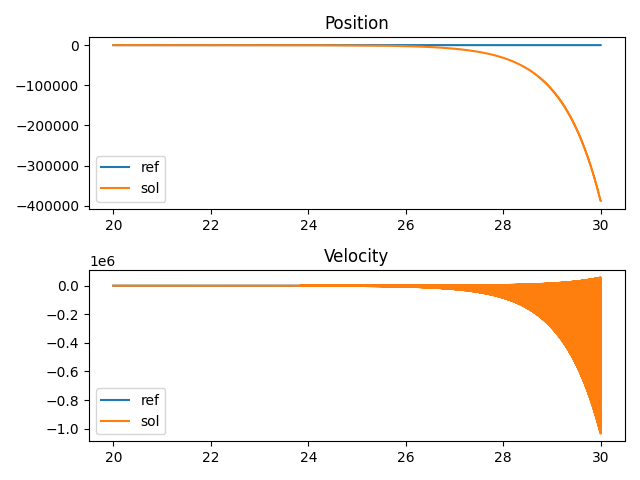 Position
0
−100000
−200000
−300000
−400000
ref
sol
20 22 24 26 28 30
Velocity
1e6
0.0
−0.2
−0.4
−0.6
−0.8
−1.0
ref
sol
20 22 24 26 28 30